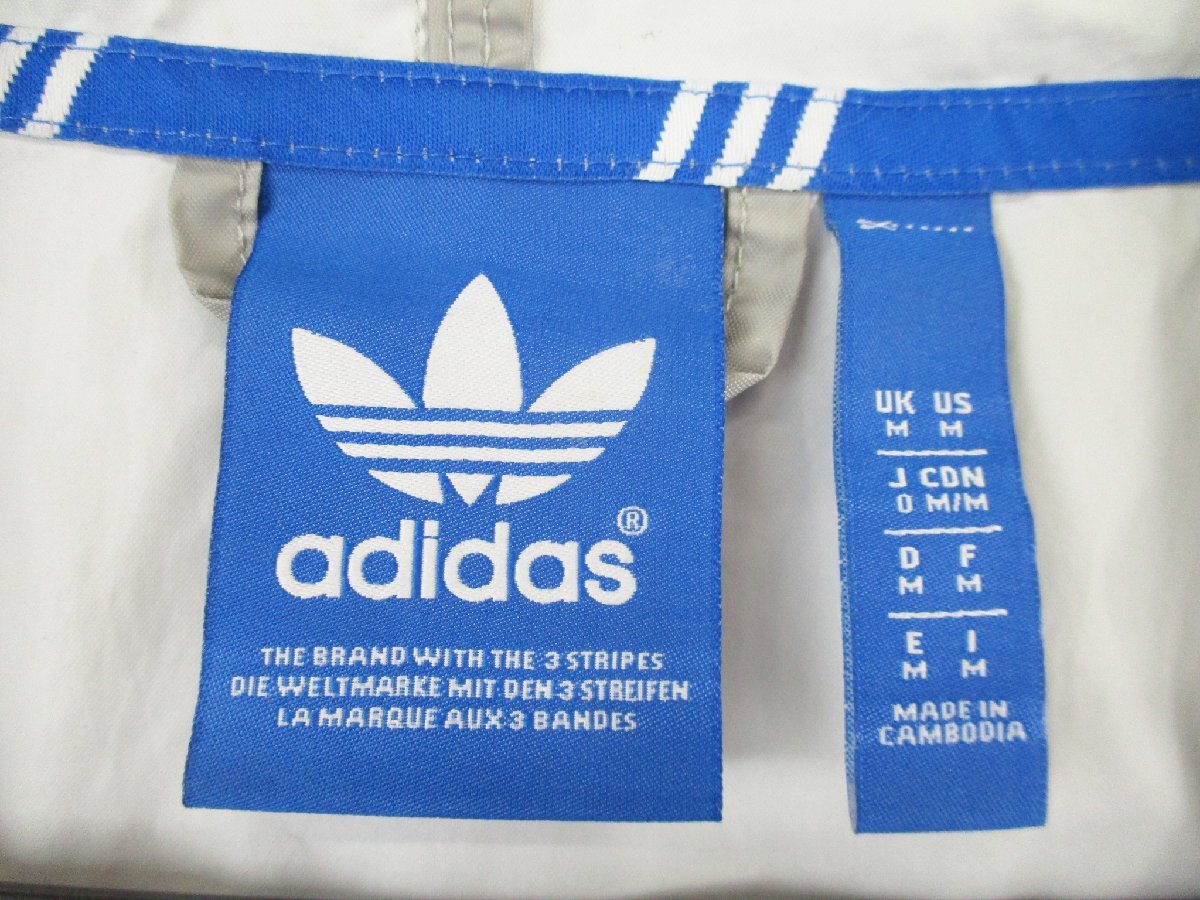 adidas®
THE BRAND WITH THE 3 STRIPES
DIE WELTMARKE MIT DEN 3 STREIFEN
LA MARQUE AUX 3 BANDES
UK US
M M
J CDN
O M/M
D F
M M
E I
M M
MADE IN
CAMBODIA